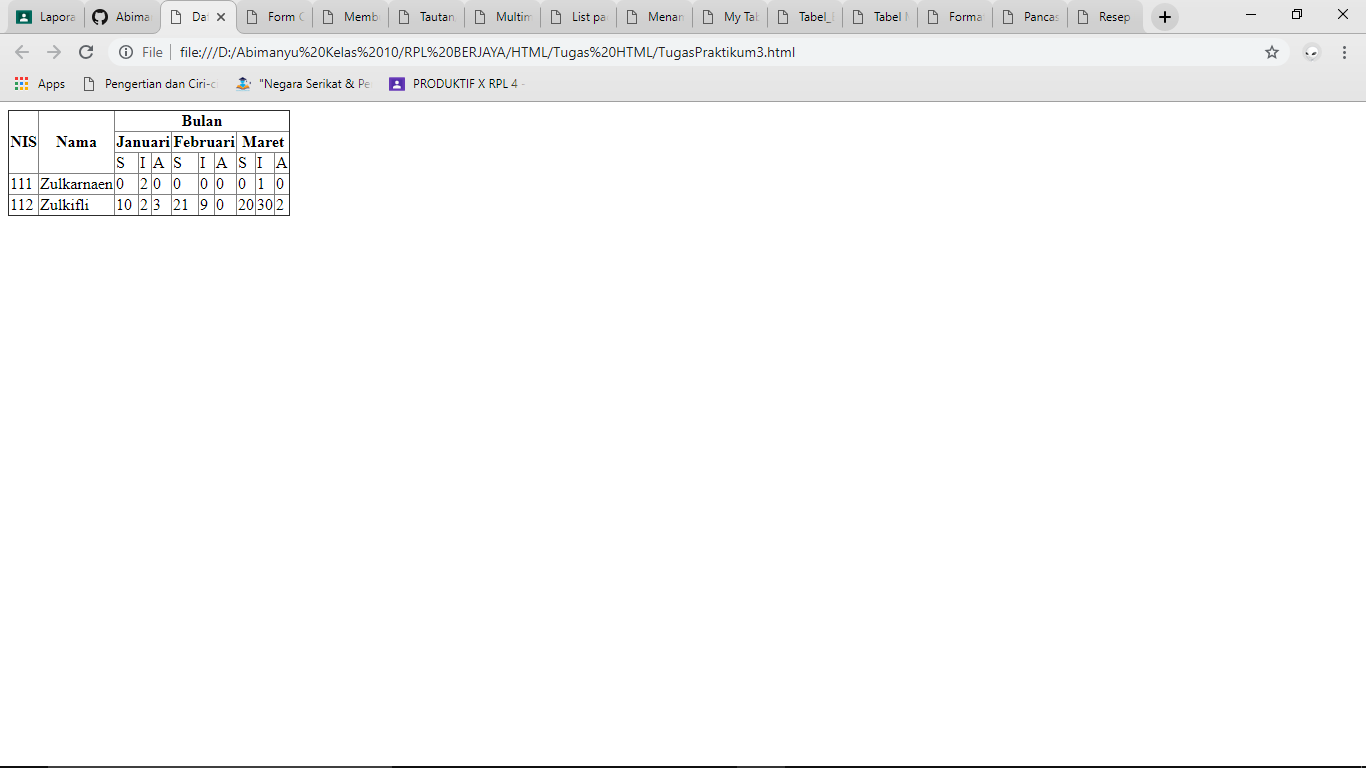 Lapora Abima Da Form Memb Tautan Multim List pa Menan My Tab Tabel_ Tabel Forma Pancas Resep
File file:///D:/Abimanyu%20Kelas%2010/RPL%20BERJAYA/HTML/Tugas%20HTML/TugasPraktikum3.html
Apps Pengertian dan Ciri-c "Negara Serikat & Pe PRODUKTIF X RPL 4 -
NIS Nama Bulan
Januari Februari Maret
S I A S I A S I A
111 Zulkarnaen 0 2 0 0 0 0 0 1 0
112 Zulkifli 10 2 3 21 9 0 20 30 2